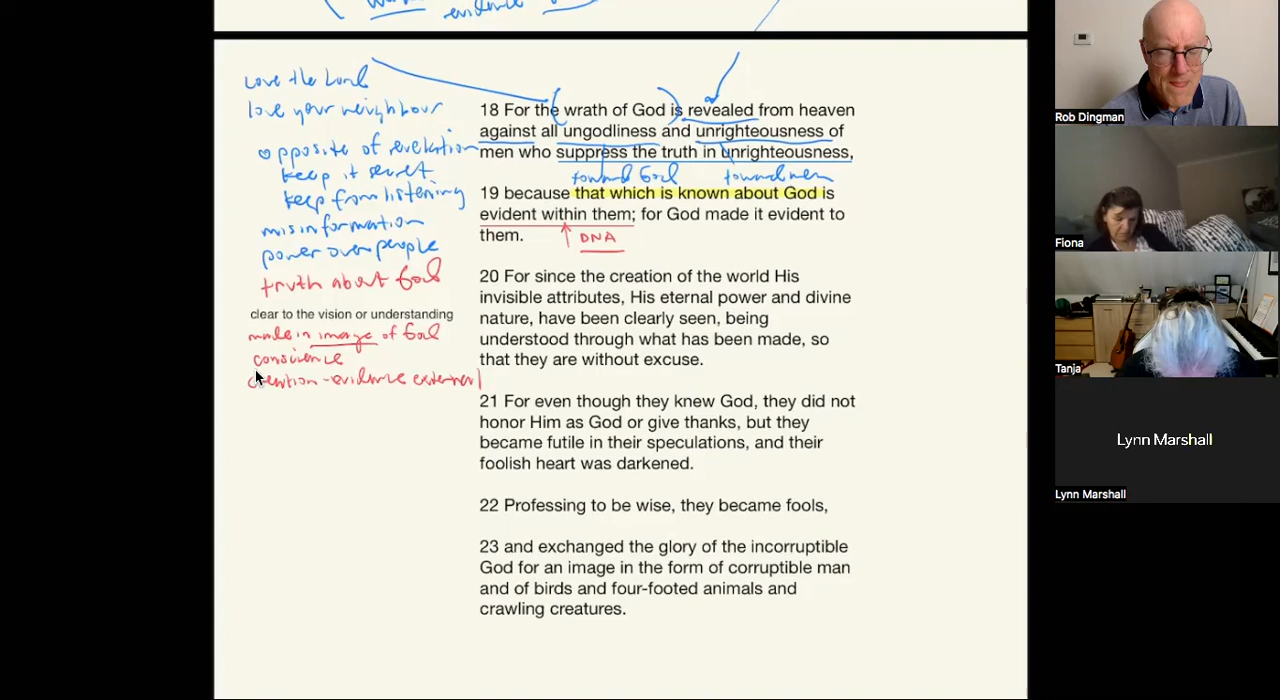 evidence
love the Lord
love your neighbour
opposite of revelation
keep it secret
keep from listening
misinformation
power over people
truth about God
clear to the vision or understanding
made in image of God
conscience
creation - evidence external
18 For the wrath of God is revealed from heaven
against all ungodliness and unrighteousness of
men who suppress the truth in unrighteousness,
toward God toward men
19 because that which is known about God is
evident within them; for God made it evident to
them.
DNA
20 For since the creation of the world His
invisible attributes, His eternal power and divine
nature, have been clearly seen, being
understood through what has been made, so
that they are without excuse.
21 For even though they knew God, they did not
honor Him as God or give thanks, but they
became futile in their speculations, and their
foolish heart was darkened.
22 Professing to be wise, they became fools,
23 and exchanged the glory of the incorruptible
God for an image in the form of corruptible man
and of birds and four-footed animals and
crawling creatures.
Rob Dingman
Fiona
Tanja
Lynn Marshall
Lynn Marshall